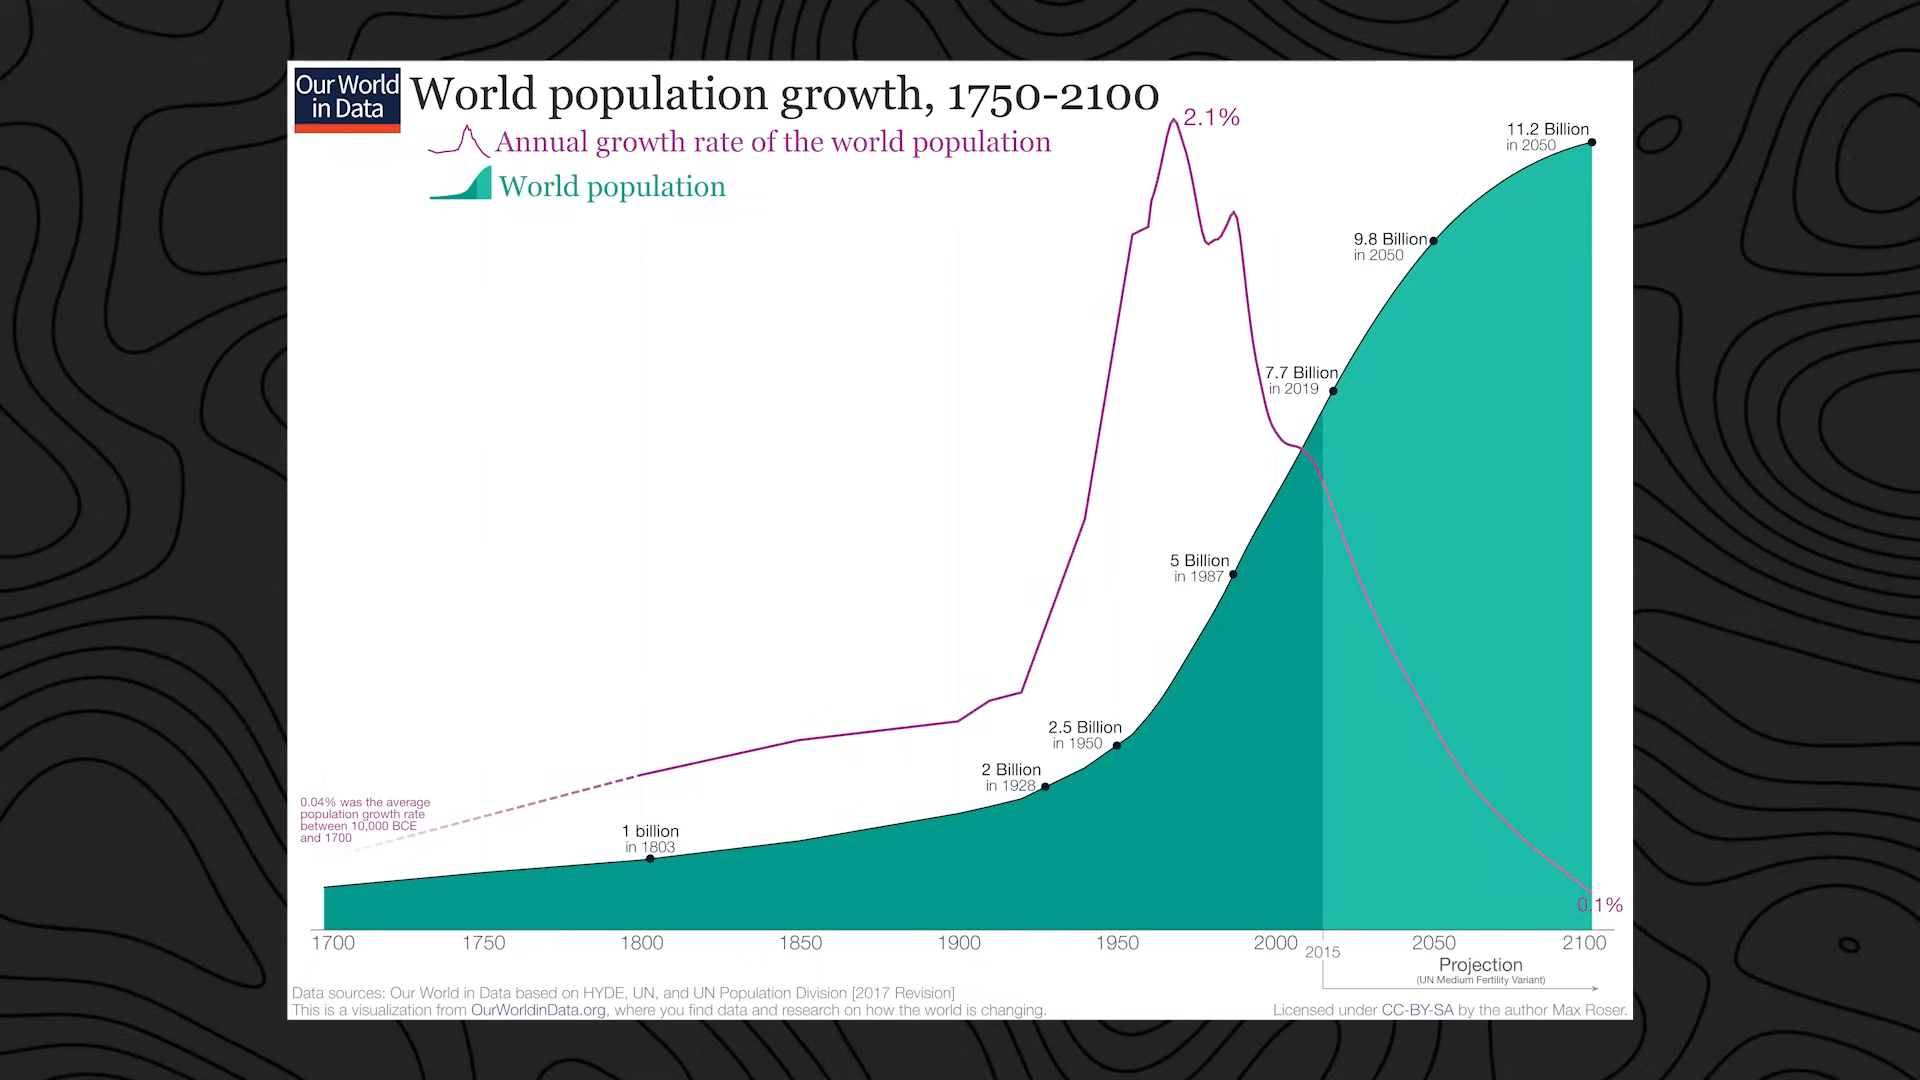 Our World
in Data
World population growth, 1750-2100
Annual growth rate of the world population
World population
2.1%
11.2 Billion
in 2050
9.8 Billion
in 2050
7.7 Billion
in 2019
5 Billion
in 1987
2.5 Billion
in 1950
2 Billion
in 1928
1 billion
in 1803
0.04% was the average
population growth rate
between 10,000 BCE
and 1700
0.1%
1700 1750 1800 1850 1900 1950 2000 2015 2050 2100
Projection
(UN Medium Fertility Variant)
Data sources: Our World in Data based on HYDE, UN, and UN Population Division [2017 Revision]
This is a visualization from OurWorldinData.org, where you find data and research on how the world is changing.
Licensed under CC-BY-SA by the author Max Roser.